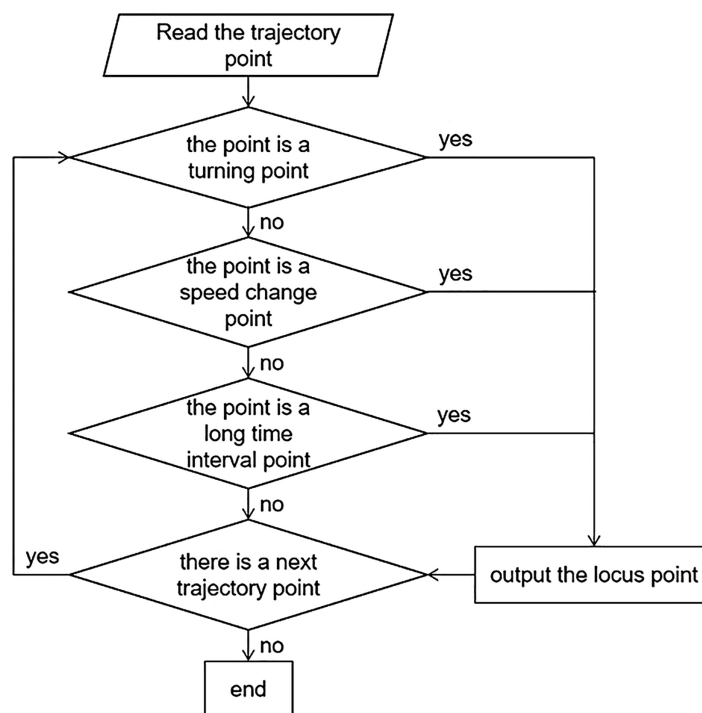 Read the trajectory
point
the point is a
turning point
yes
no
the point is a
speed change
point
yes
no
the point is a
long time
interval point
yes
no
there is a next
trajectory point
yes
output the locus point
no
end